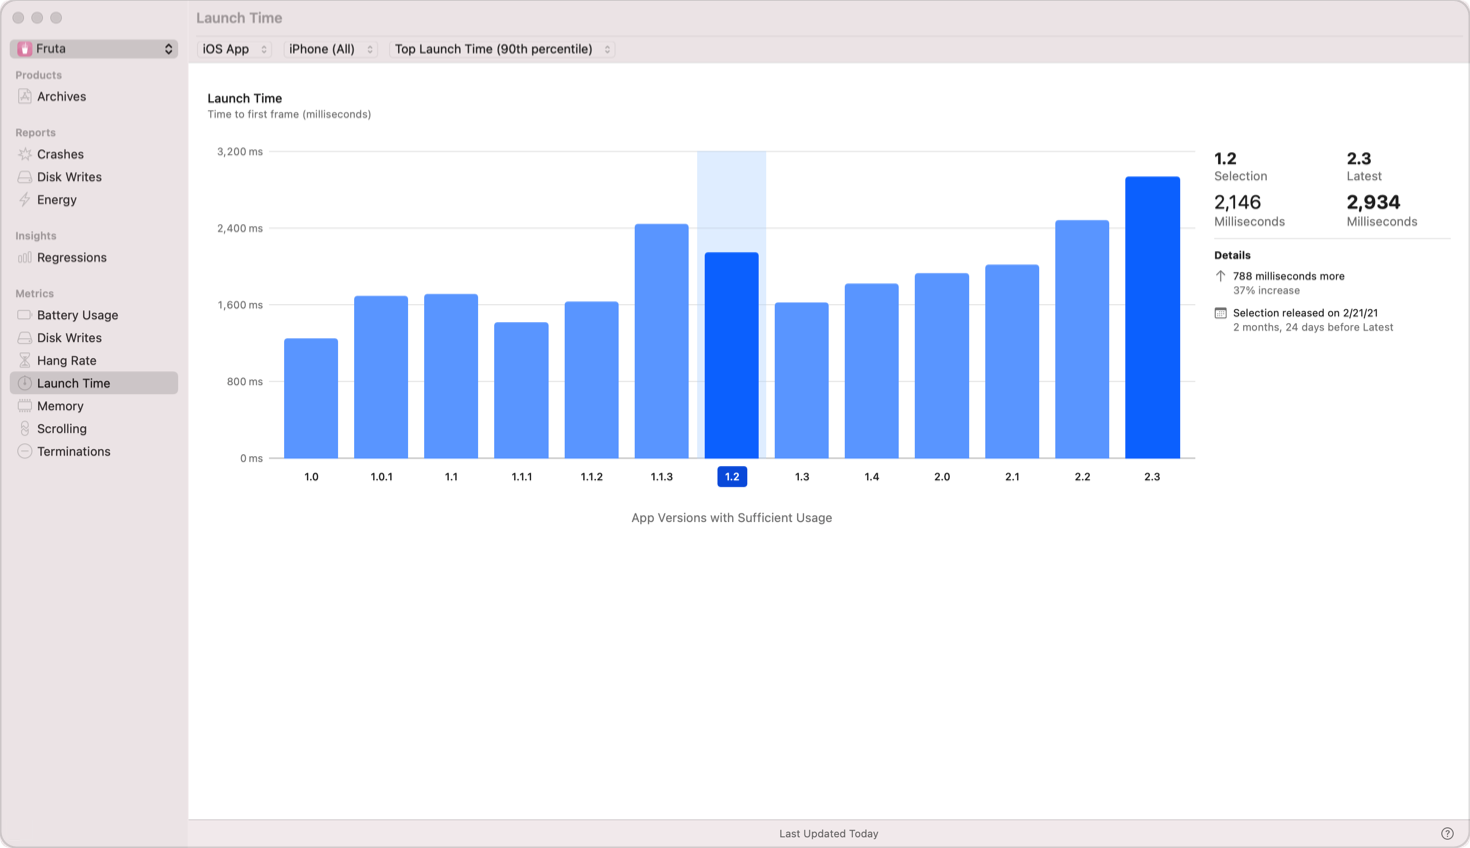 Launch Time
Fruta
iOS App
iPhone (All)
Top Launch Time (90th percentile)
Products
Archives
Reports
Crashes
Disk Writes
Energy
Insights
Regressions
Metrics
Battery Usage
Disk Writes
Hang Rate
Launch Time
Memory
Scrolling
Terminations
Launch Time
Time to first frame (milliseconds)
3,200 ms
2,400 ms
1,600 ms
800 ms
0 ms
1.0
1.0.1
1.1
1.1.1
1.1.2
1.1.3
1.2
1.3
1.4
2.0
2.1
2.2
2.3
App Versions with Sufficient Usage
1.2
Selection
2,146
Milliseconds
2.3
Latest
2,934
Milliseconds
Details
788 milliseconds more
37% increase
Selection released on 2/21/21
2 months, 24 days before Latest
Last Updated Today
?